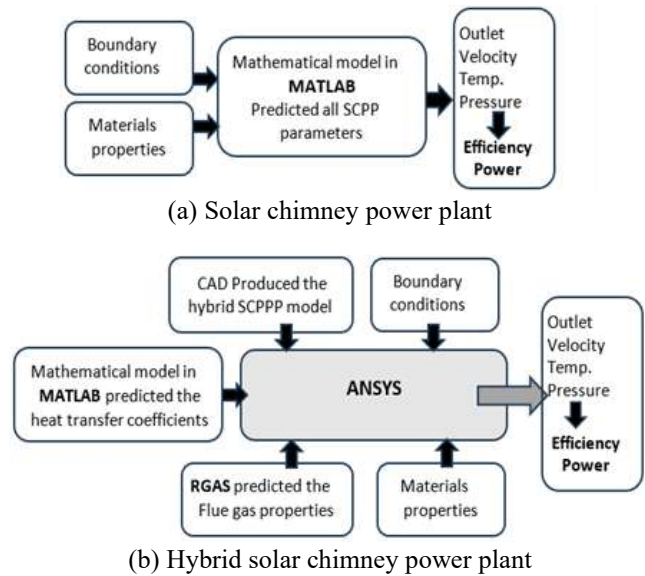 Boundary
conditions
Materials
properties
Mathematical model in
MATLAB
Predicted all SCPP
parameters
Outlet
Velocity
Temp.
Pressure
Efficiency
Power
(a) Solar chimney power plant
CAD Produced the
hybrid SCPPP model
Boundary
conditions
Mathematical model in
MATLAB predicted the
heat transfer coefficients
ANSYS
Outlet
Velocity
Temp.
Pressure
Efficiency
Power
RGAS predicted the
Flue gas properties
Materials
properties
(b) Hybrid solar chimney power plant